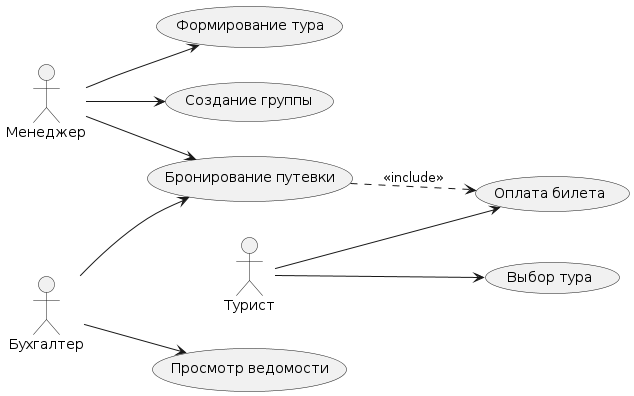 Формирование тура
Создание группы
Менеджер
Бронирование путевки
«include»
Оплата билета
Выбор тура
Турист
Бухгалтер
Просмотр ведомости